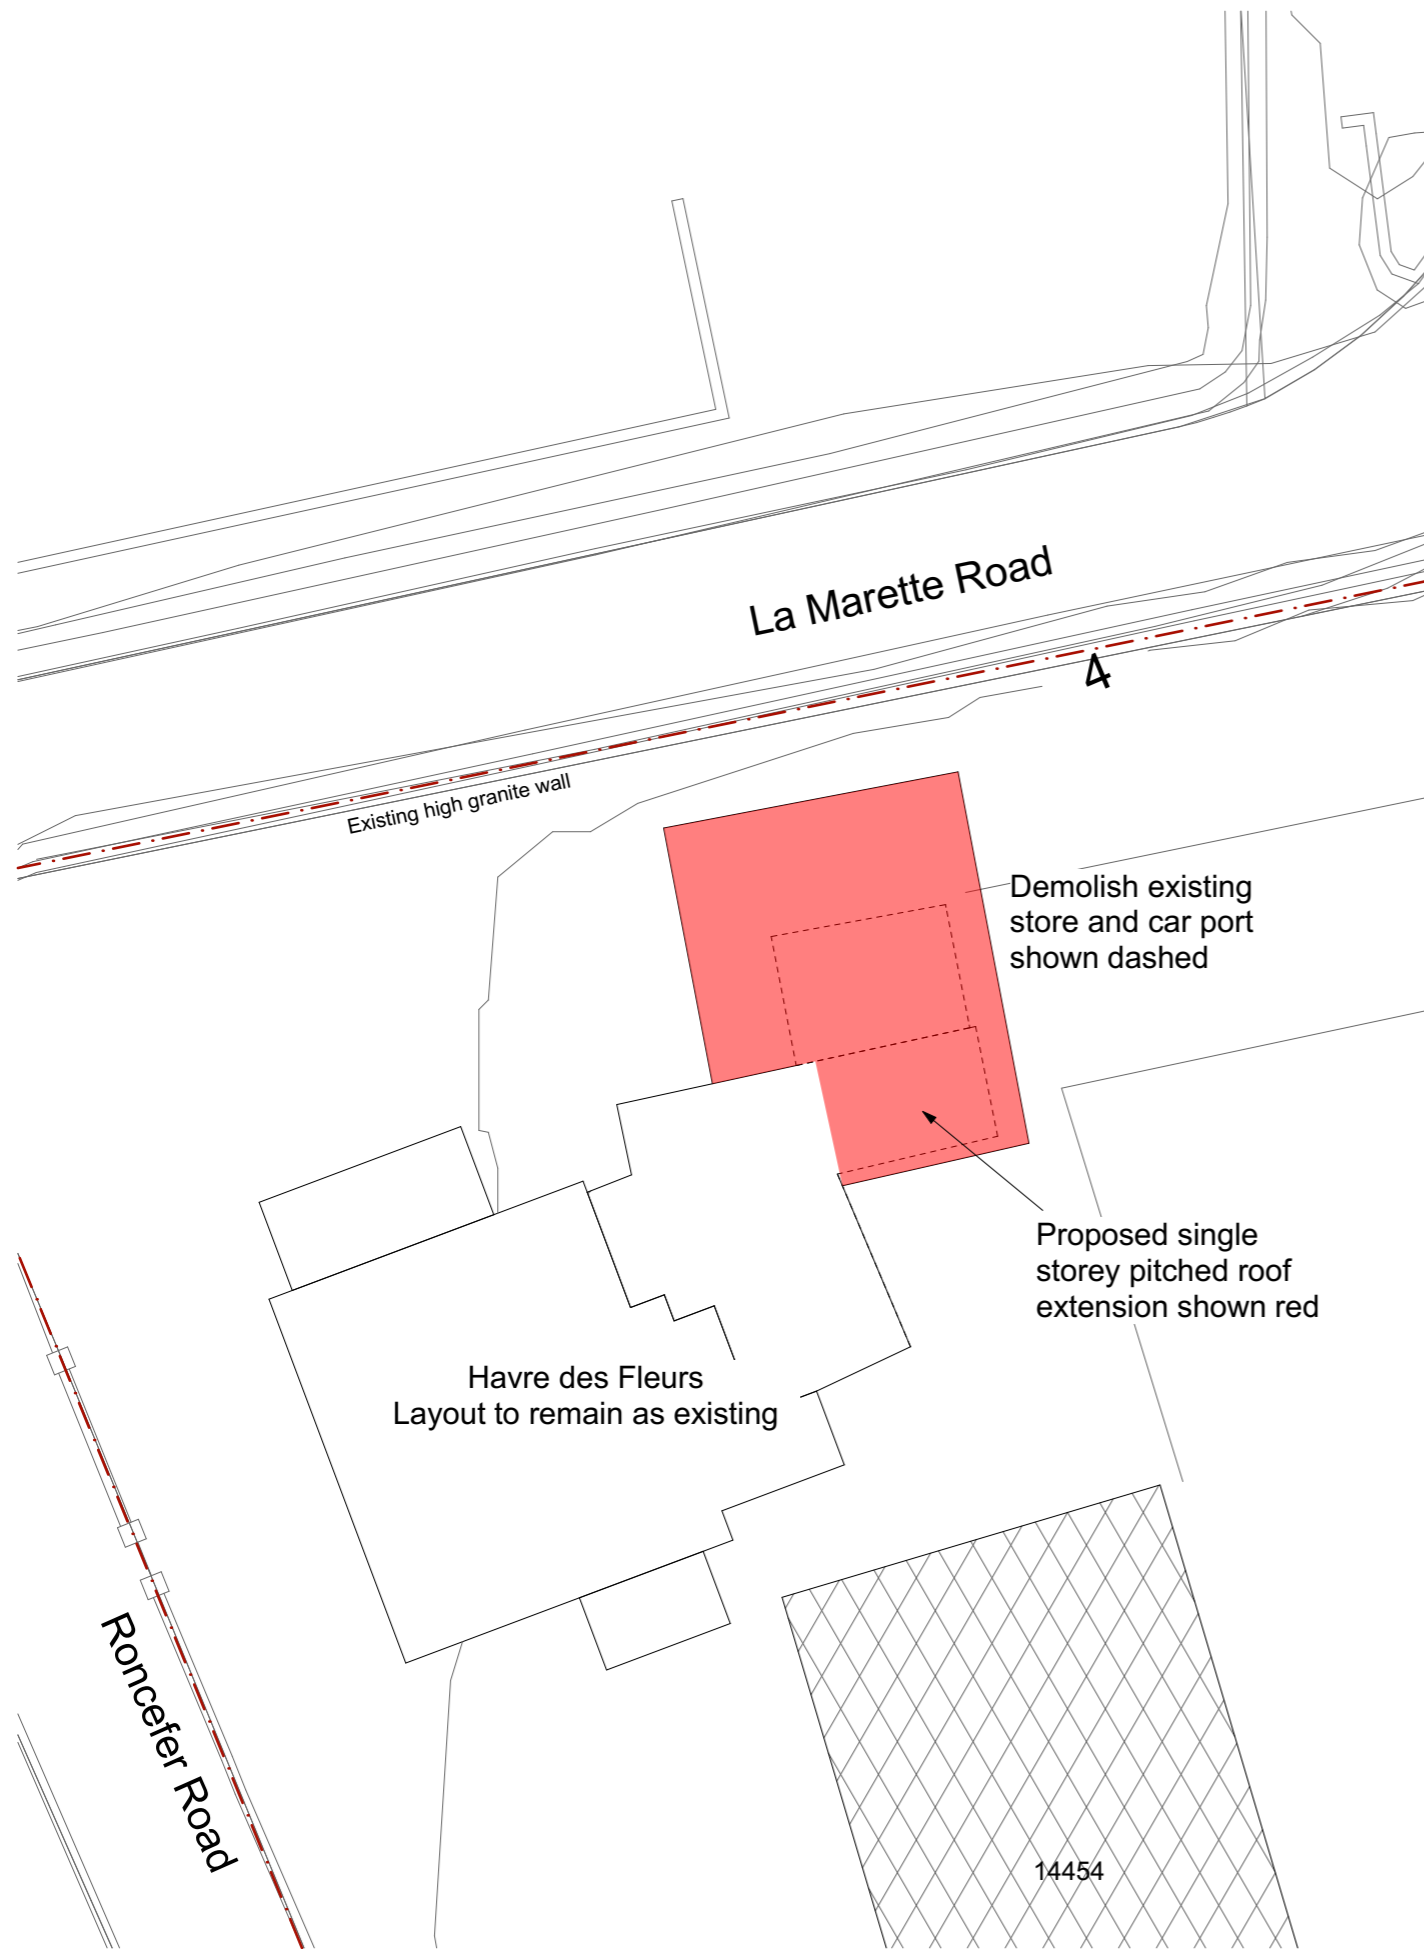 La Marette Road
4
Existing high granite wall
Demolish existing
store and car port
shown dashed
Proposed single
storey pitched roof
extension shown red
Havre des Fleurs
Layout to remain as existing
Roncefer Road
14454